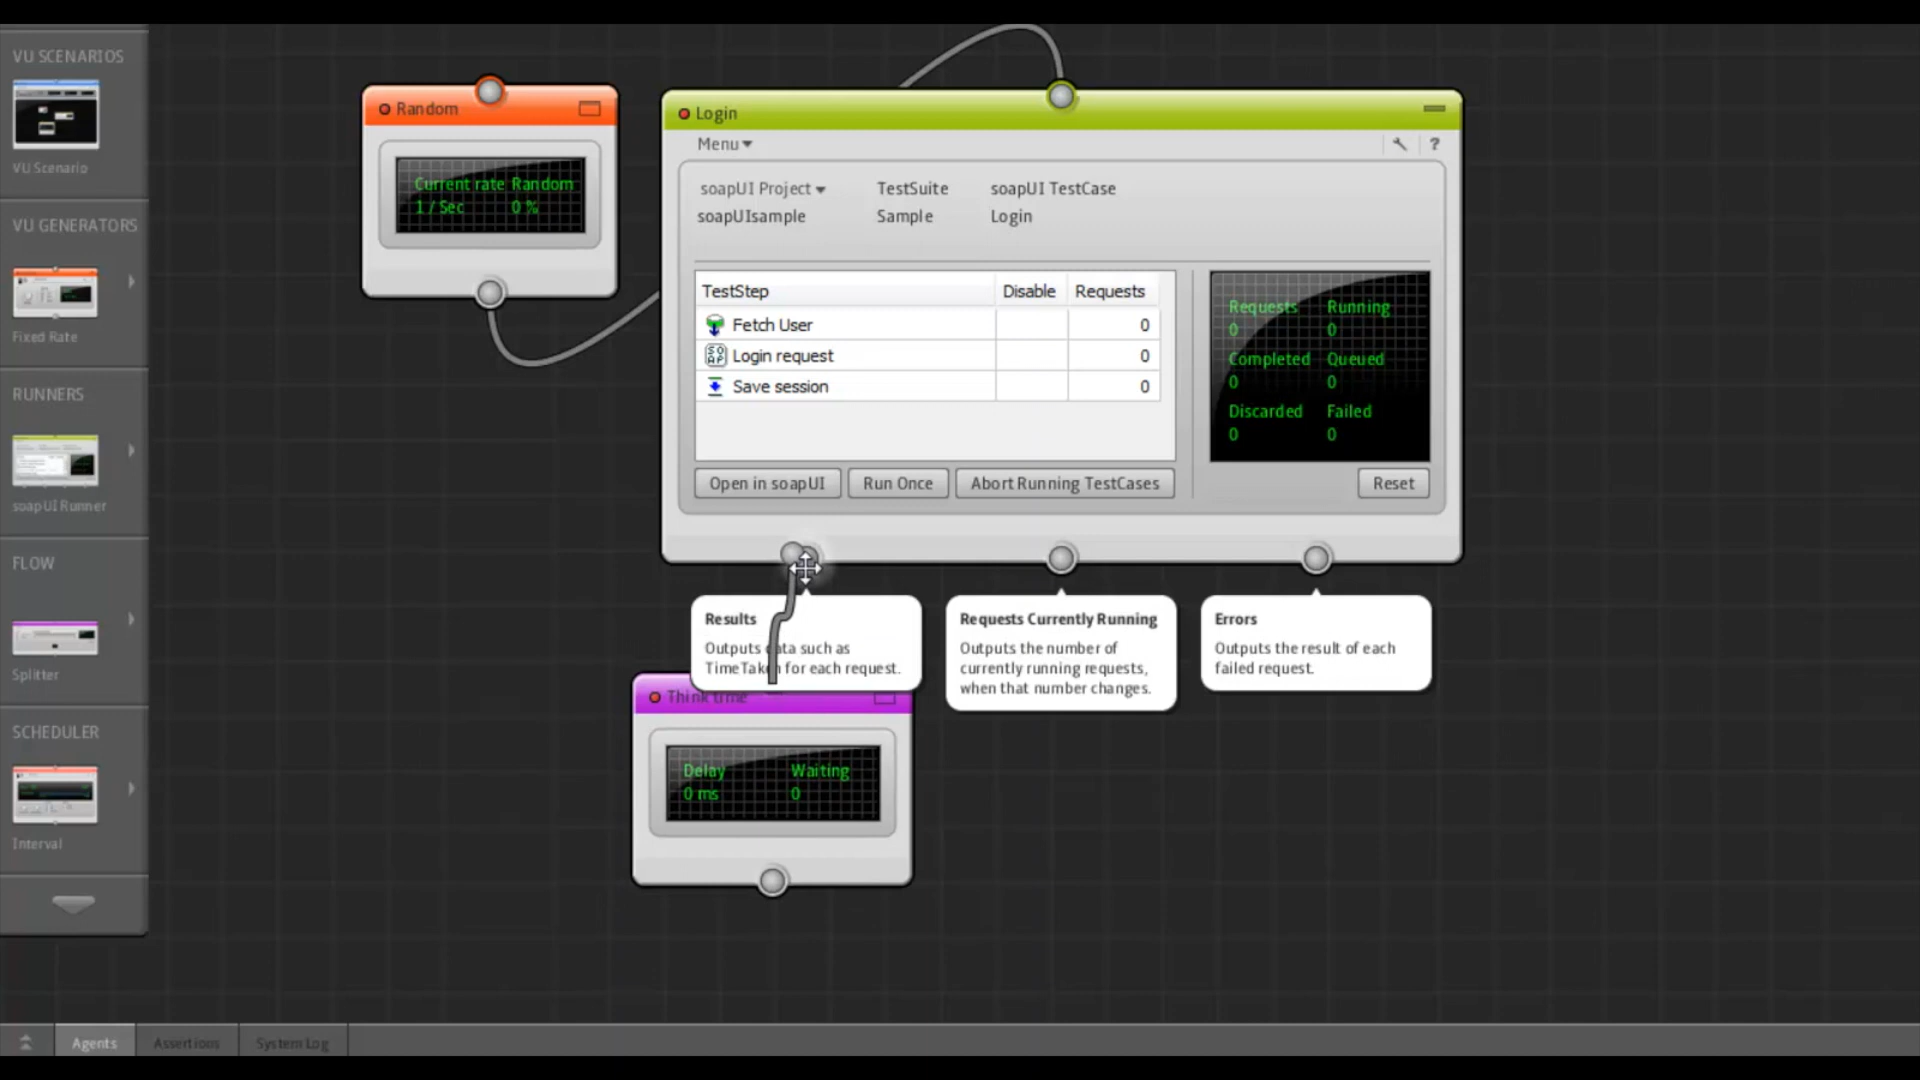 VU SCENARIOS
VU Scenario
VU GENERATORS
Fixed Rate
RUNNERS
soapUI Runner
FLOW
Splitter
SCHEDULER
Interval
Random
Current rate Random
1 / Sec 0 %
Login
Menu
?
soapUI Project TestSuite soapUI TestCase
soapUIsample Sample Login
TestStep Disable Requests
Fetch User 0
Login request 0
Save session 0
Requests Running
0 0
Completed Queued
0 0
Discarded Failed
0 0
Open in soapUI Run Once Abort Running TestCases Reset
Results
Outputs data such as
TimeTaken for each request.
Requests Currently Running
Outputs the number of
currently running requests,
when that number changes.
Errors
Outputs the result of each
failed request.
Think time
Delay Waiting
0 ms 0
Agents Assertions System Log